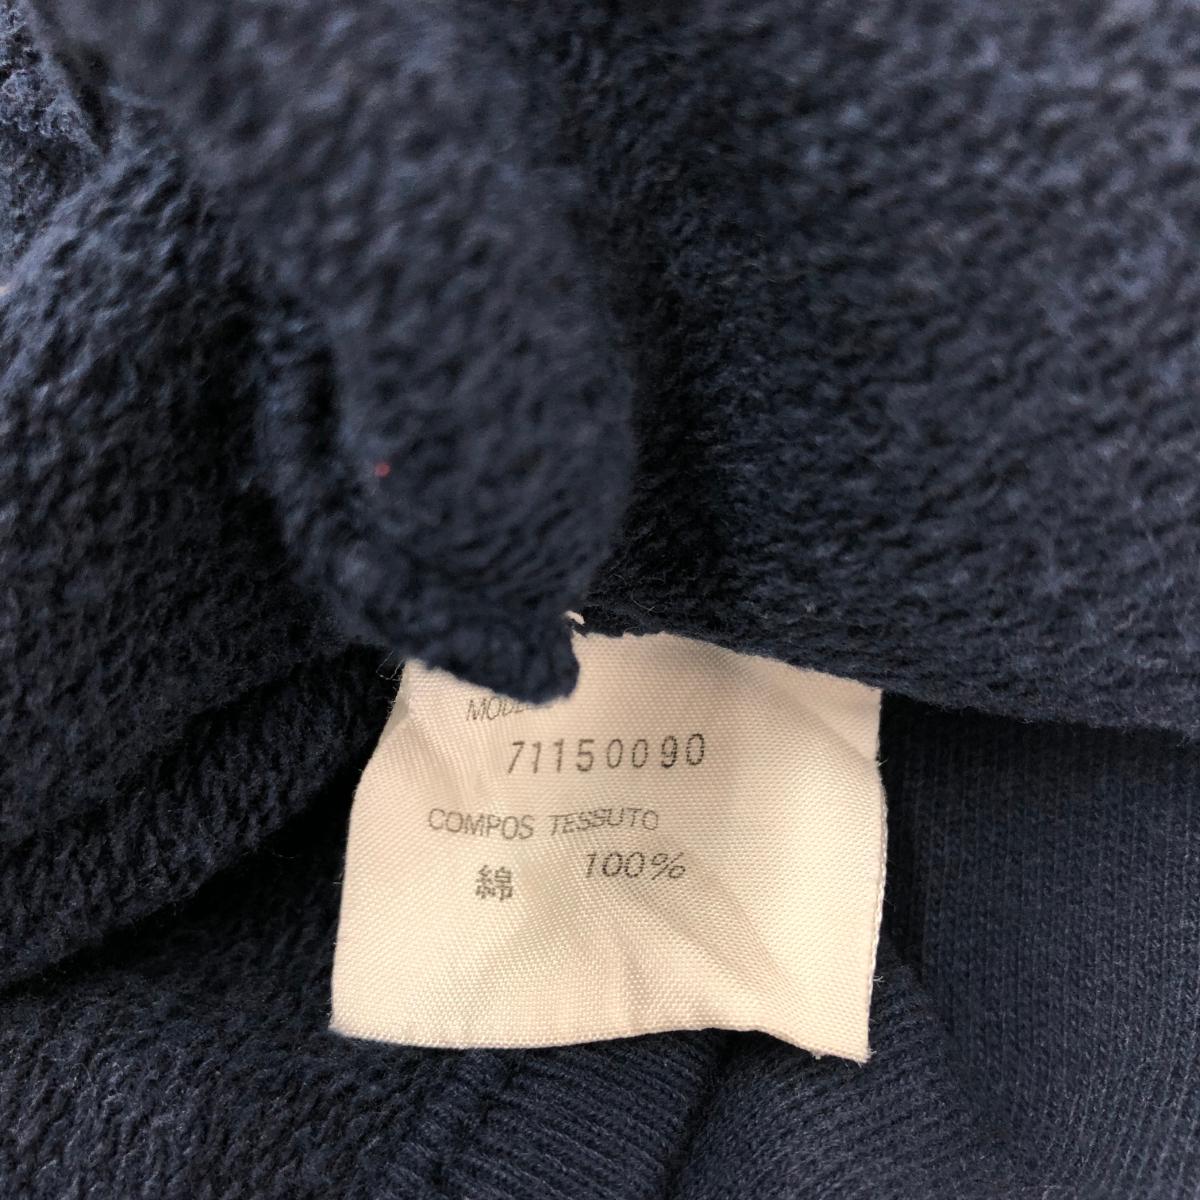 71150090
COMPOS TESSUTO
綿 100%